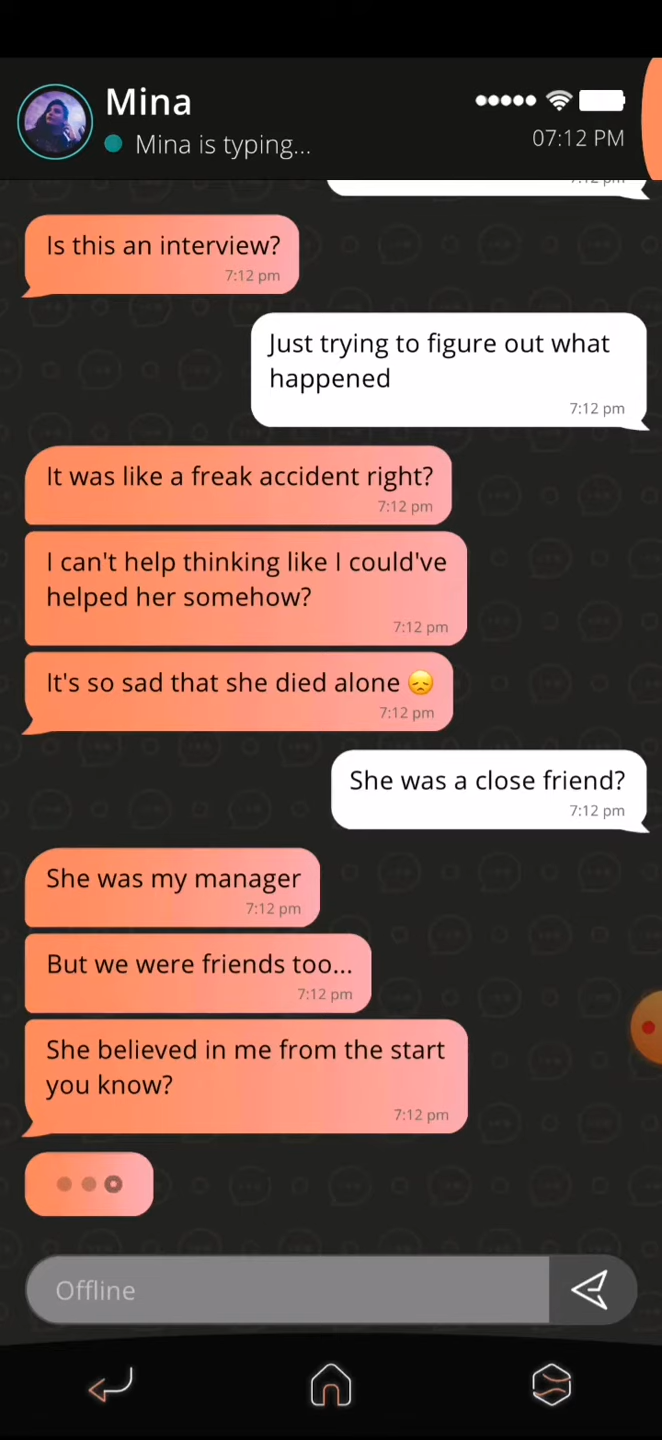 Mina
Mina is typing...
07:12 PM
Is this an interview?
7:12 pm
Just trying to figure out what
happened
7:12 pm
It was like a freak accident right?
7:12 pm
I can't help thinking like I could've
helped her somehow?
7:12 pm
It's so sad that she died alone 😞
7:12 pm
She was a close friend?
7:12 pm
She was my manager
7:12 pm
But we were friends too...
7:12 pm
She believed in me from the start
you know?
7:12 pm
Offline